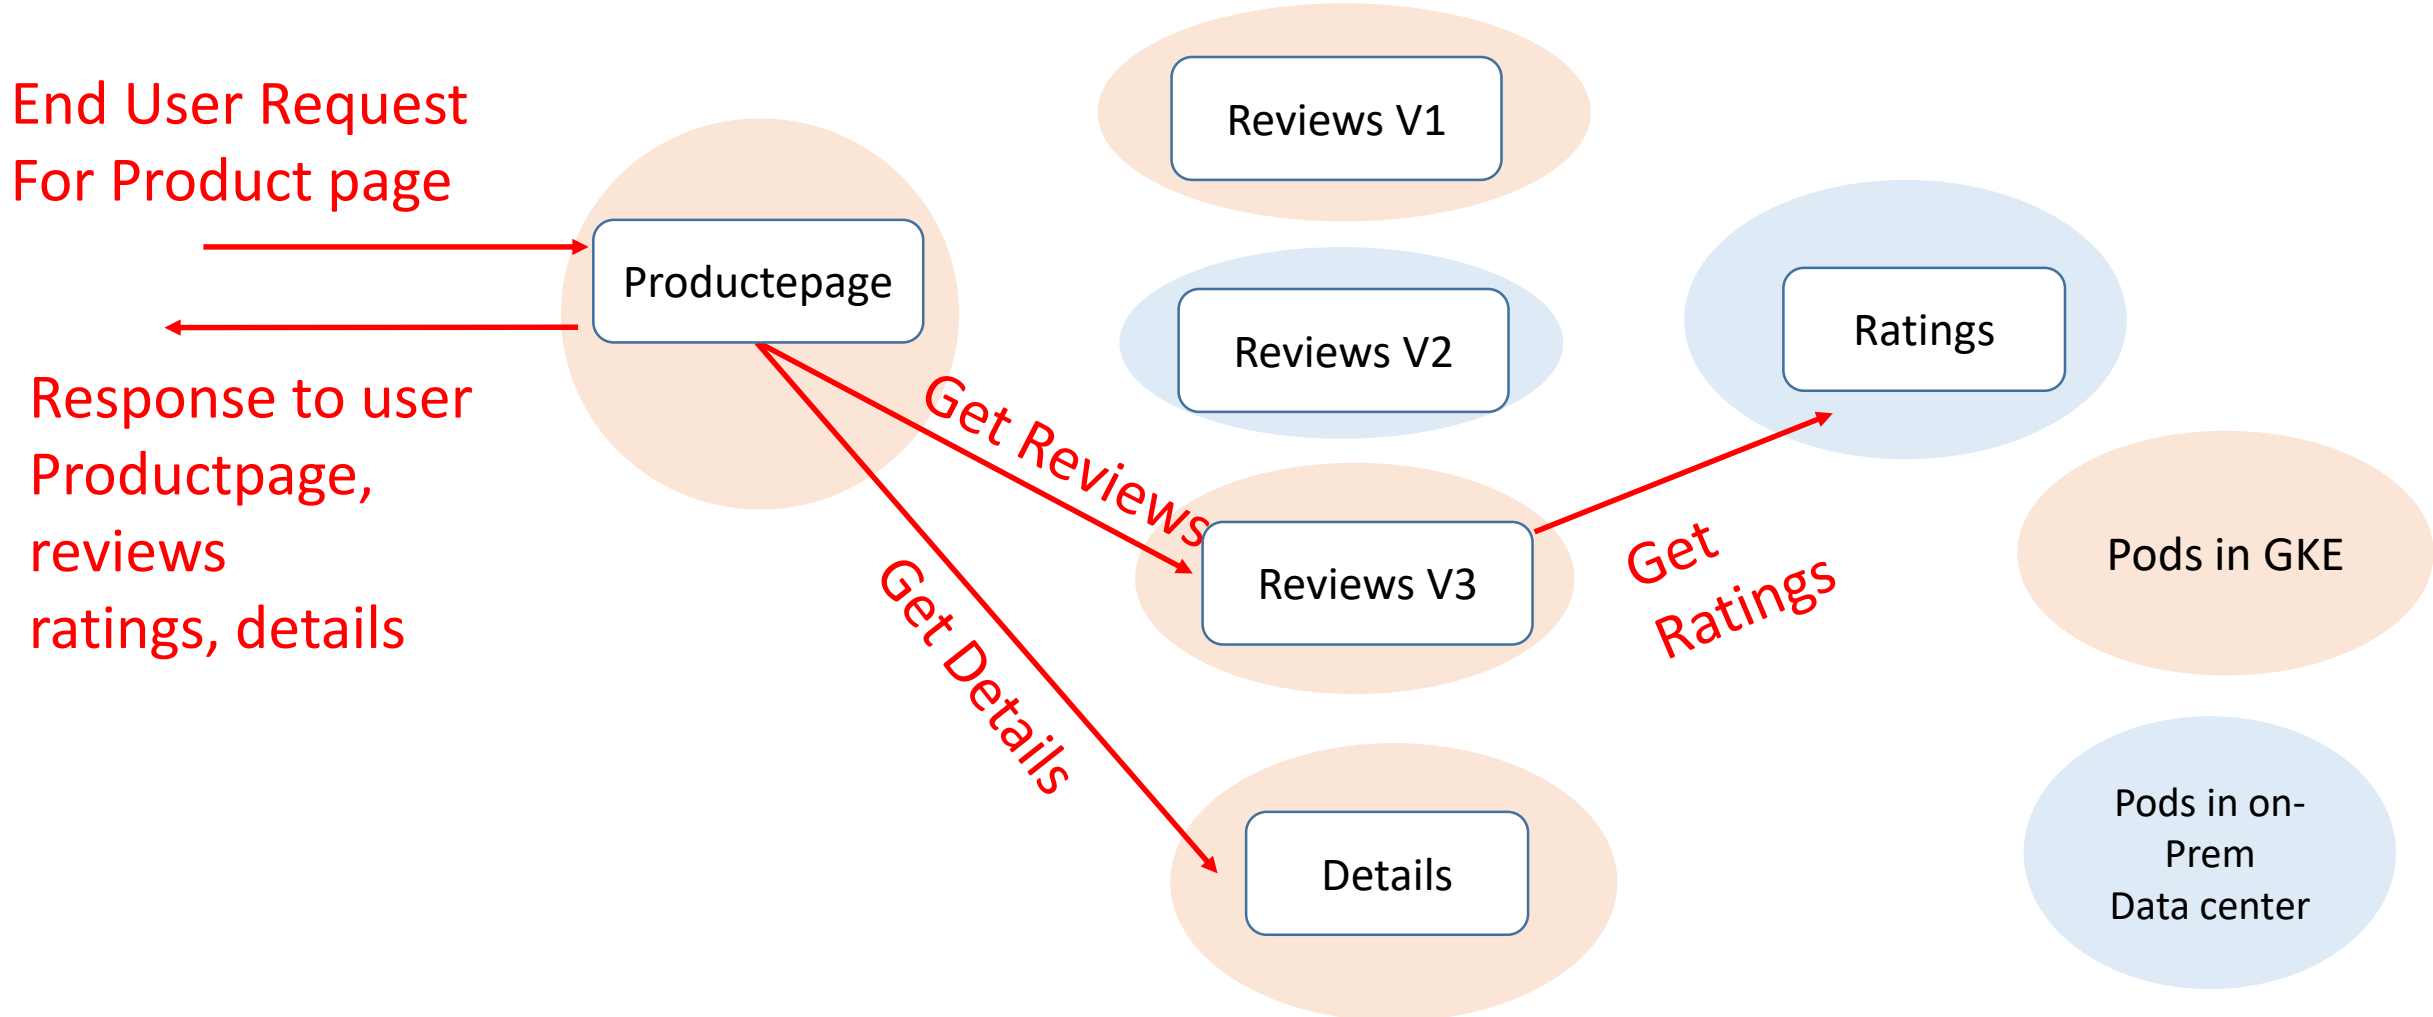 End User Request
For Product page
Productepage
Response to user
Productpage,
reviews
ratings, details
Reviews V1
Reviews V2
Get Reviews
Reviews V3
Get Details
Details
Ratings
Get
Ratings
Pods in GKE
Pods in on-
Prem
Data center